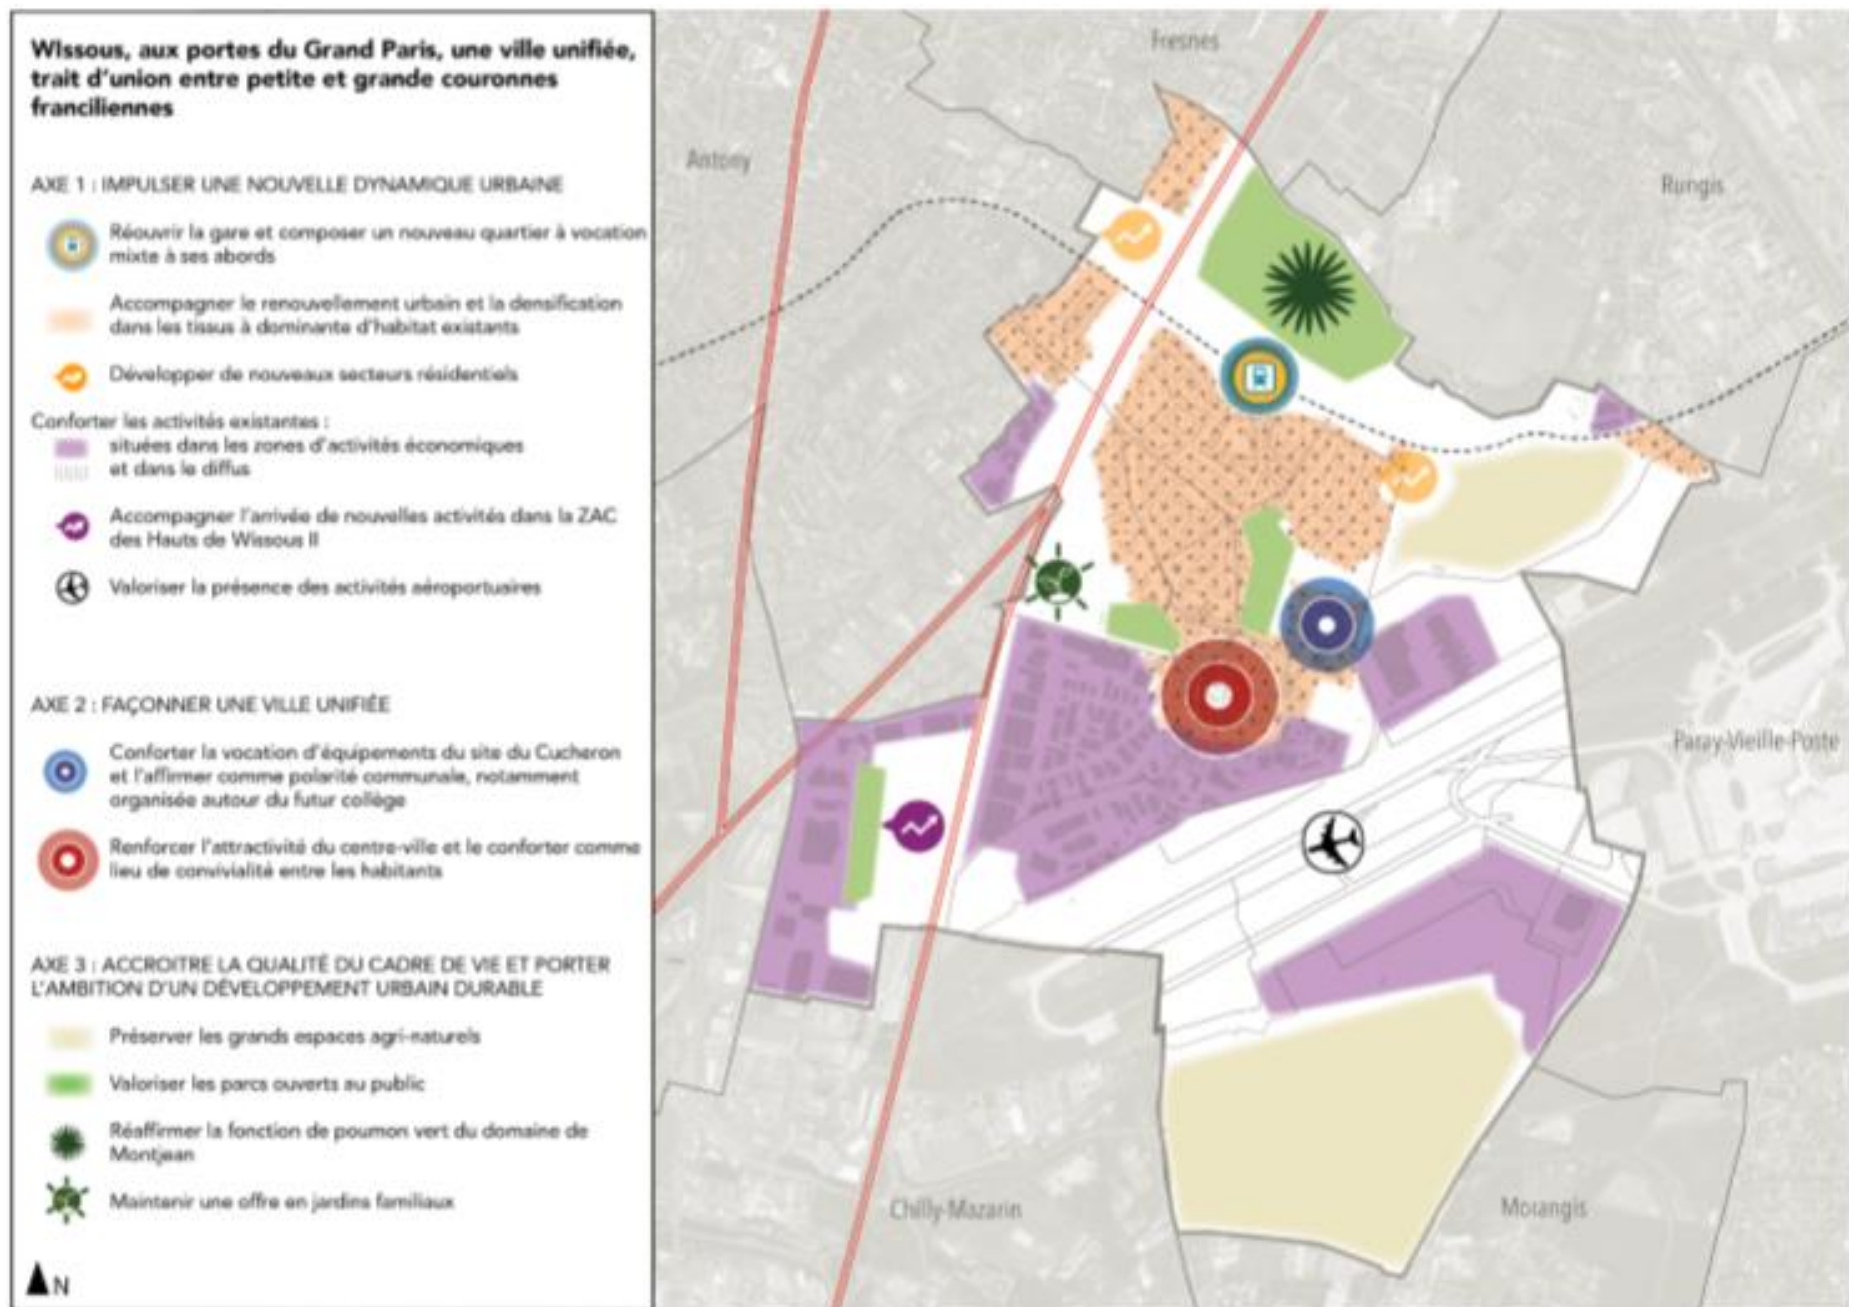 Wissous, aux portes du Grand Paris, une ville unifiée,
trait d'union entre petite et grande couronnes
franciliennes
AXE 1 : IMPULSER UNE NOUVELLE DYNAMIQUE URBAINE
Réouvrir la gare et composer un nouveau quartier à vocation
mixte à ses abords
Accompagner le renouvellement urbain et la densification
dans les tissus à dominante d'habitat existants
Développer de nouveaux secteurs résidentiels
Conforter les activités existantes :
situées dans les zones d'activités économiques
et dans le diffus
Accompagner l'arrivée de nouvelles activités dans la ZAC
des Hauts de Wissous II
Valoriser la présence des activités aéroportuaires
AXE 2 : FAÇONNER UNE VILLE UNIFIÉE
Conforter la vocation d'équipements du site du Cucheron
et l'affirmer comme polarité communale, notamment
organisée autour du futur collège
Renforcer l'attractivité du centre-ville et le conforter comme
lieu de convivialité entre les habitants
AXE 3 : ACCROITRE LA QUALITÉ DU CADRE DE VIE ET PORTER
L'AMBITION D'UN DÉVELOPPEMENT URBAIN DURABLE
Préserver les grands espaces agri-naturels
Valoriser les parcs ouverts au public
Réaffirmer la fonction de poumon vert du domaine de
Montjean
Maintenir une offre en jardins familiaux
N
Fresnes
Antony
Rungis
Paray-Vieille-Poste
Chilly-Mazarin
Morangis